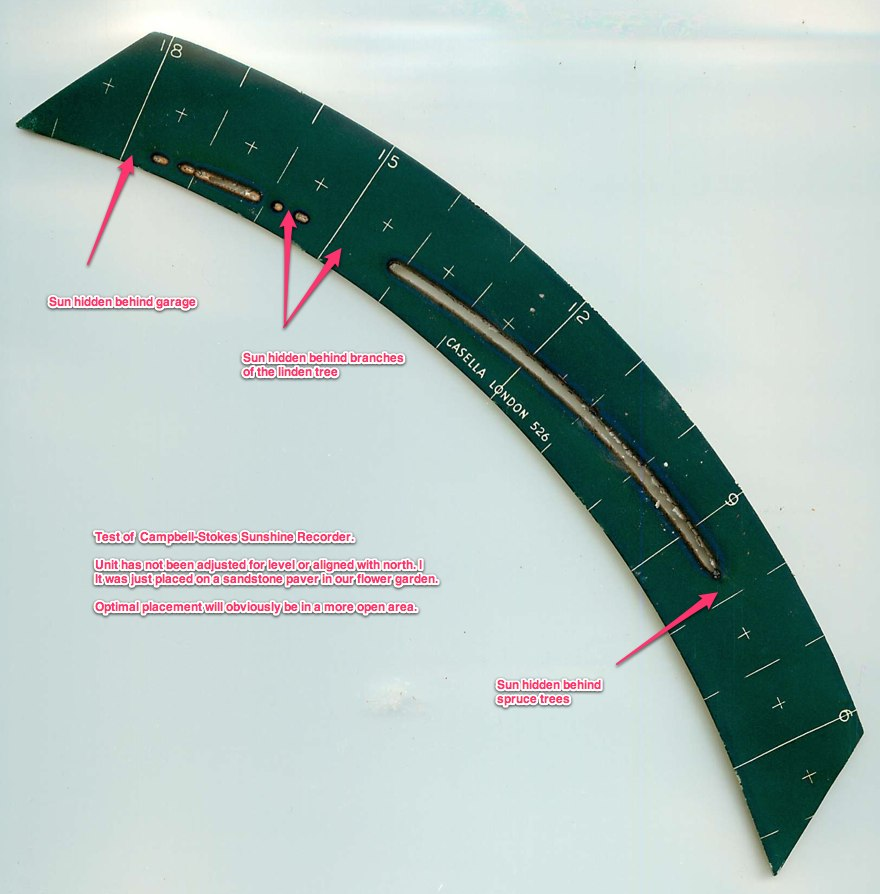 18
15
12
9
6
CASELLA LONDON 526
Sun hidden behind garage
Sun hidden behind branches
of the linden tree
Test of Campbell-Stokes Sunshine Recorder.
Unit has not been adjusted for level or aligned with north. I
It was just placed on a sandstone paver in our flower garden.
Optimal placement will obviously be in a more open area.
Sun hidden behind
spruce trees